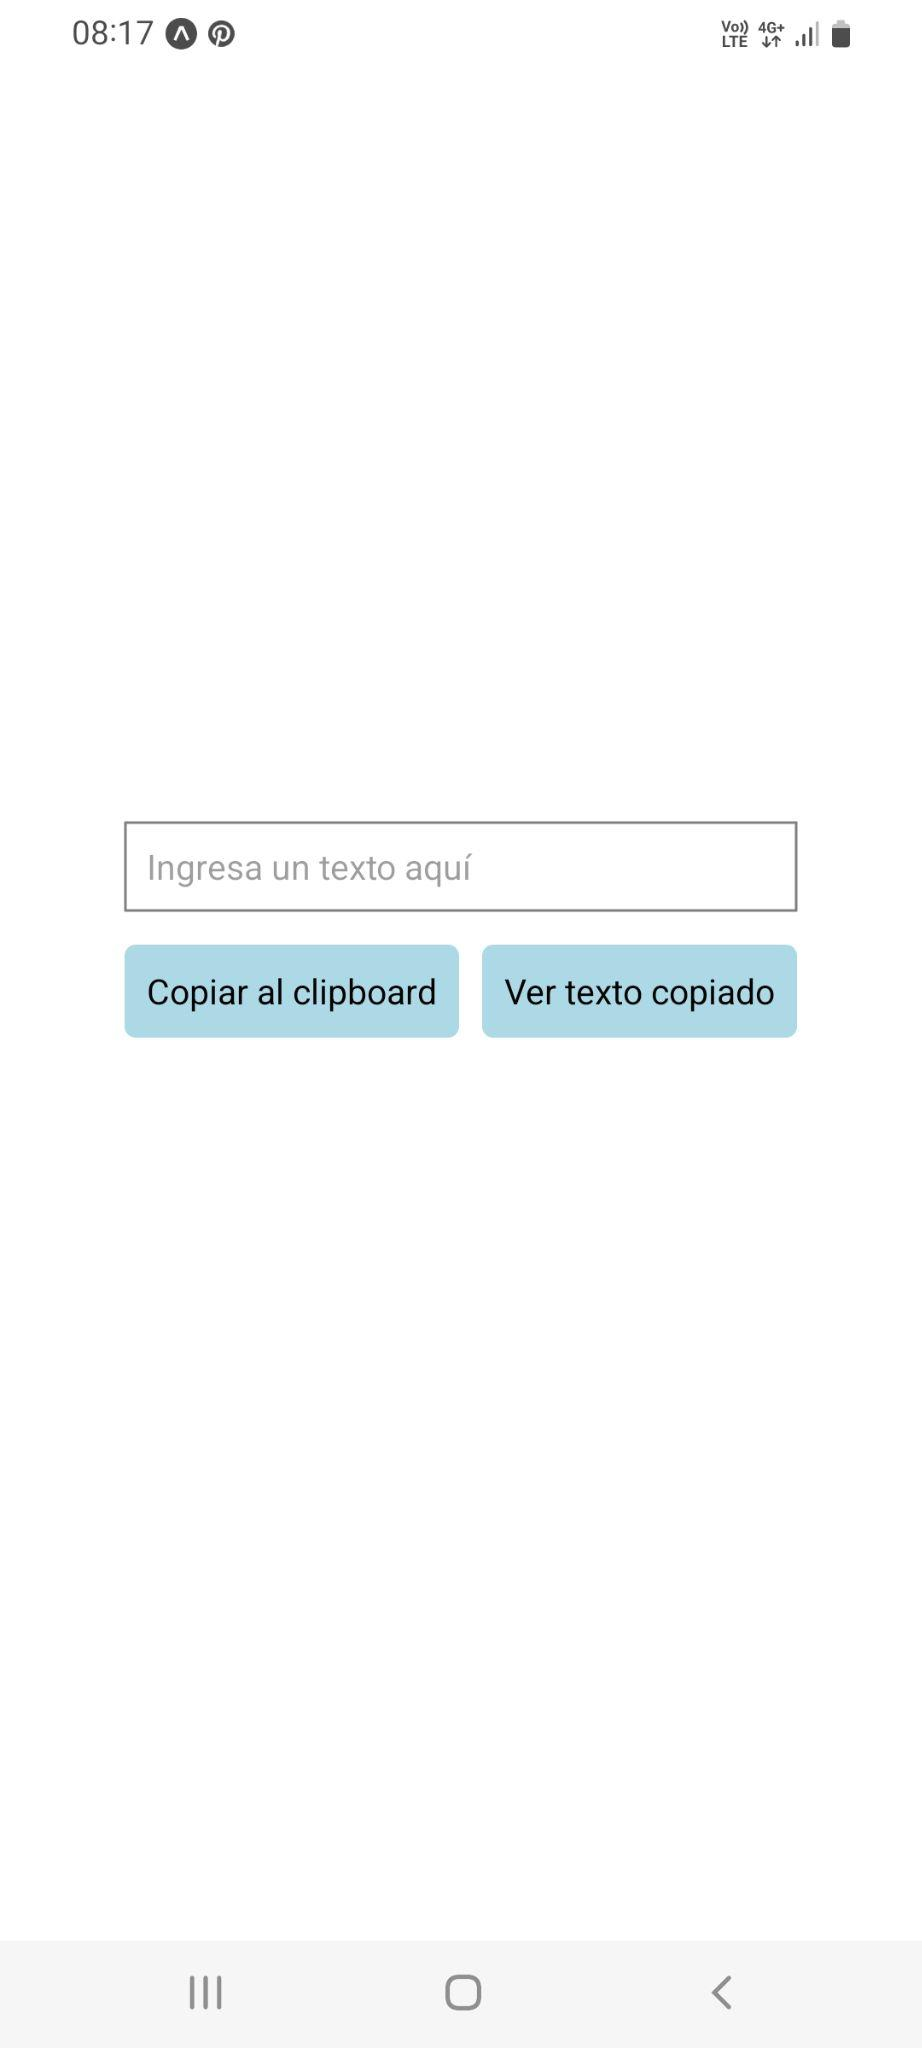 08:17 Vo)) 4G+
LTE
Ingresa un texto aquí
Copiar al clipboard Ver texto copiado